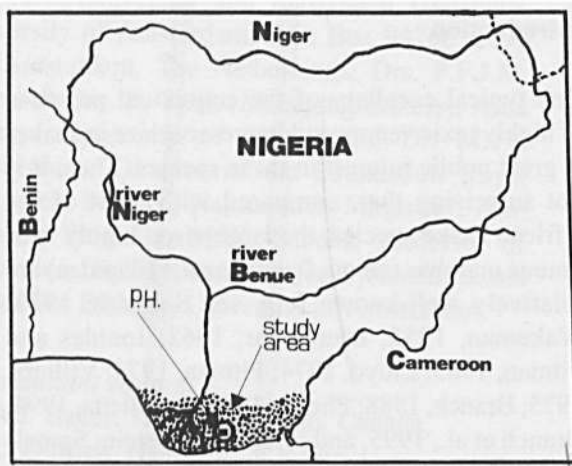 Niger
NIGERIA
Benin
river
Niger
river
Benue
P.H.
study
area
Cameroon